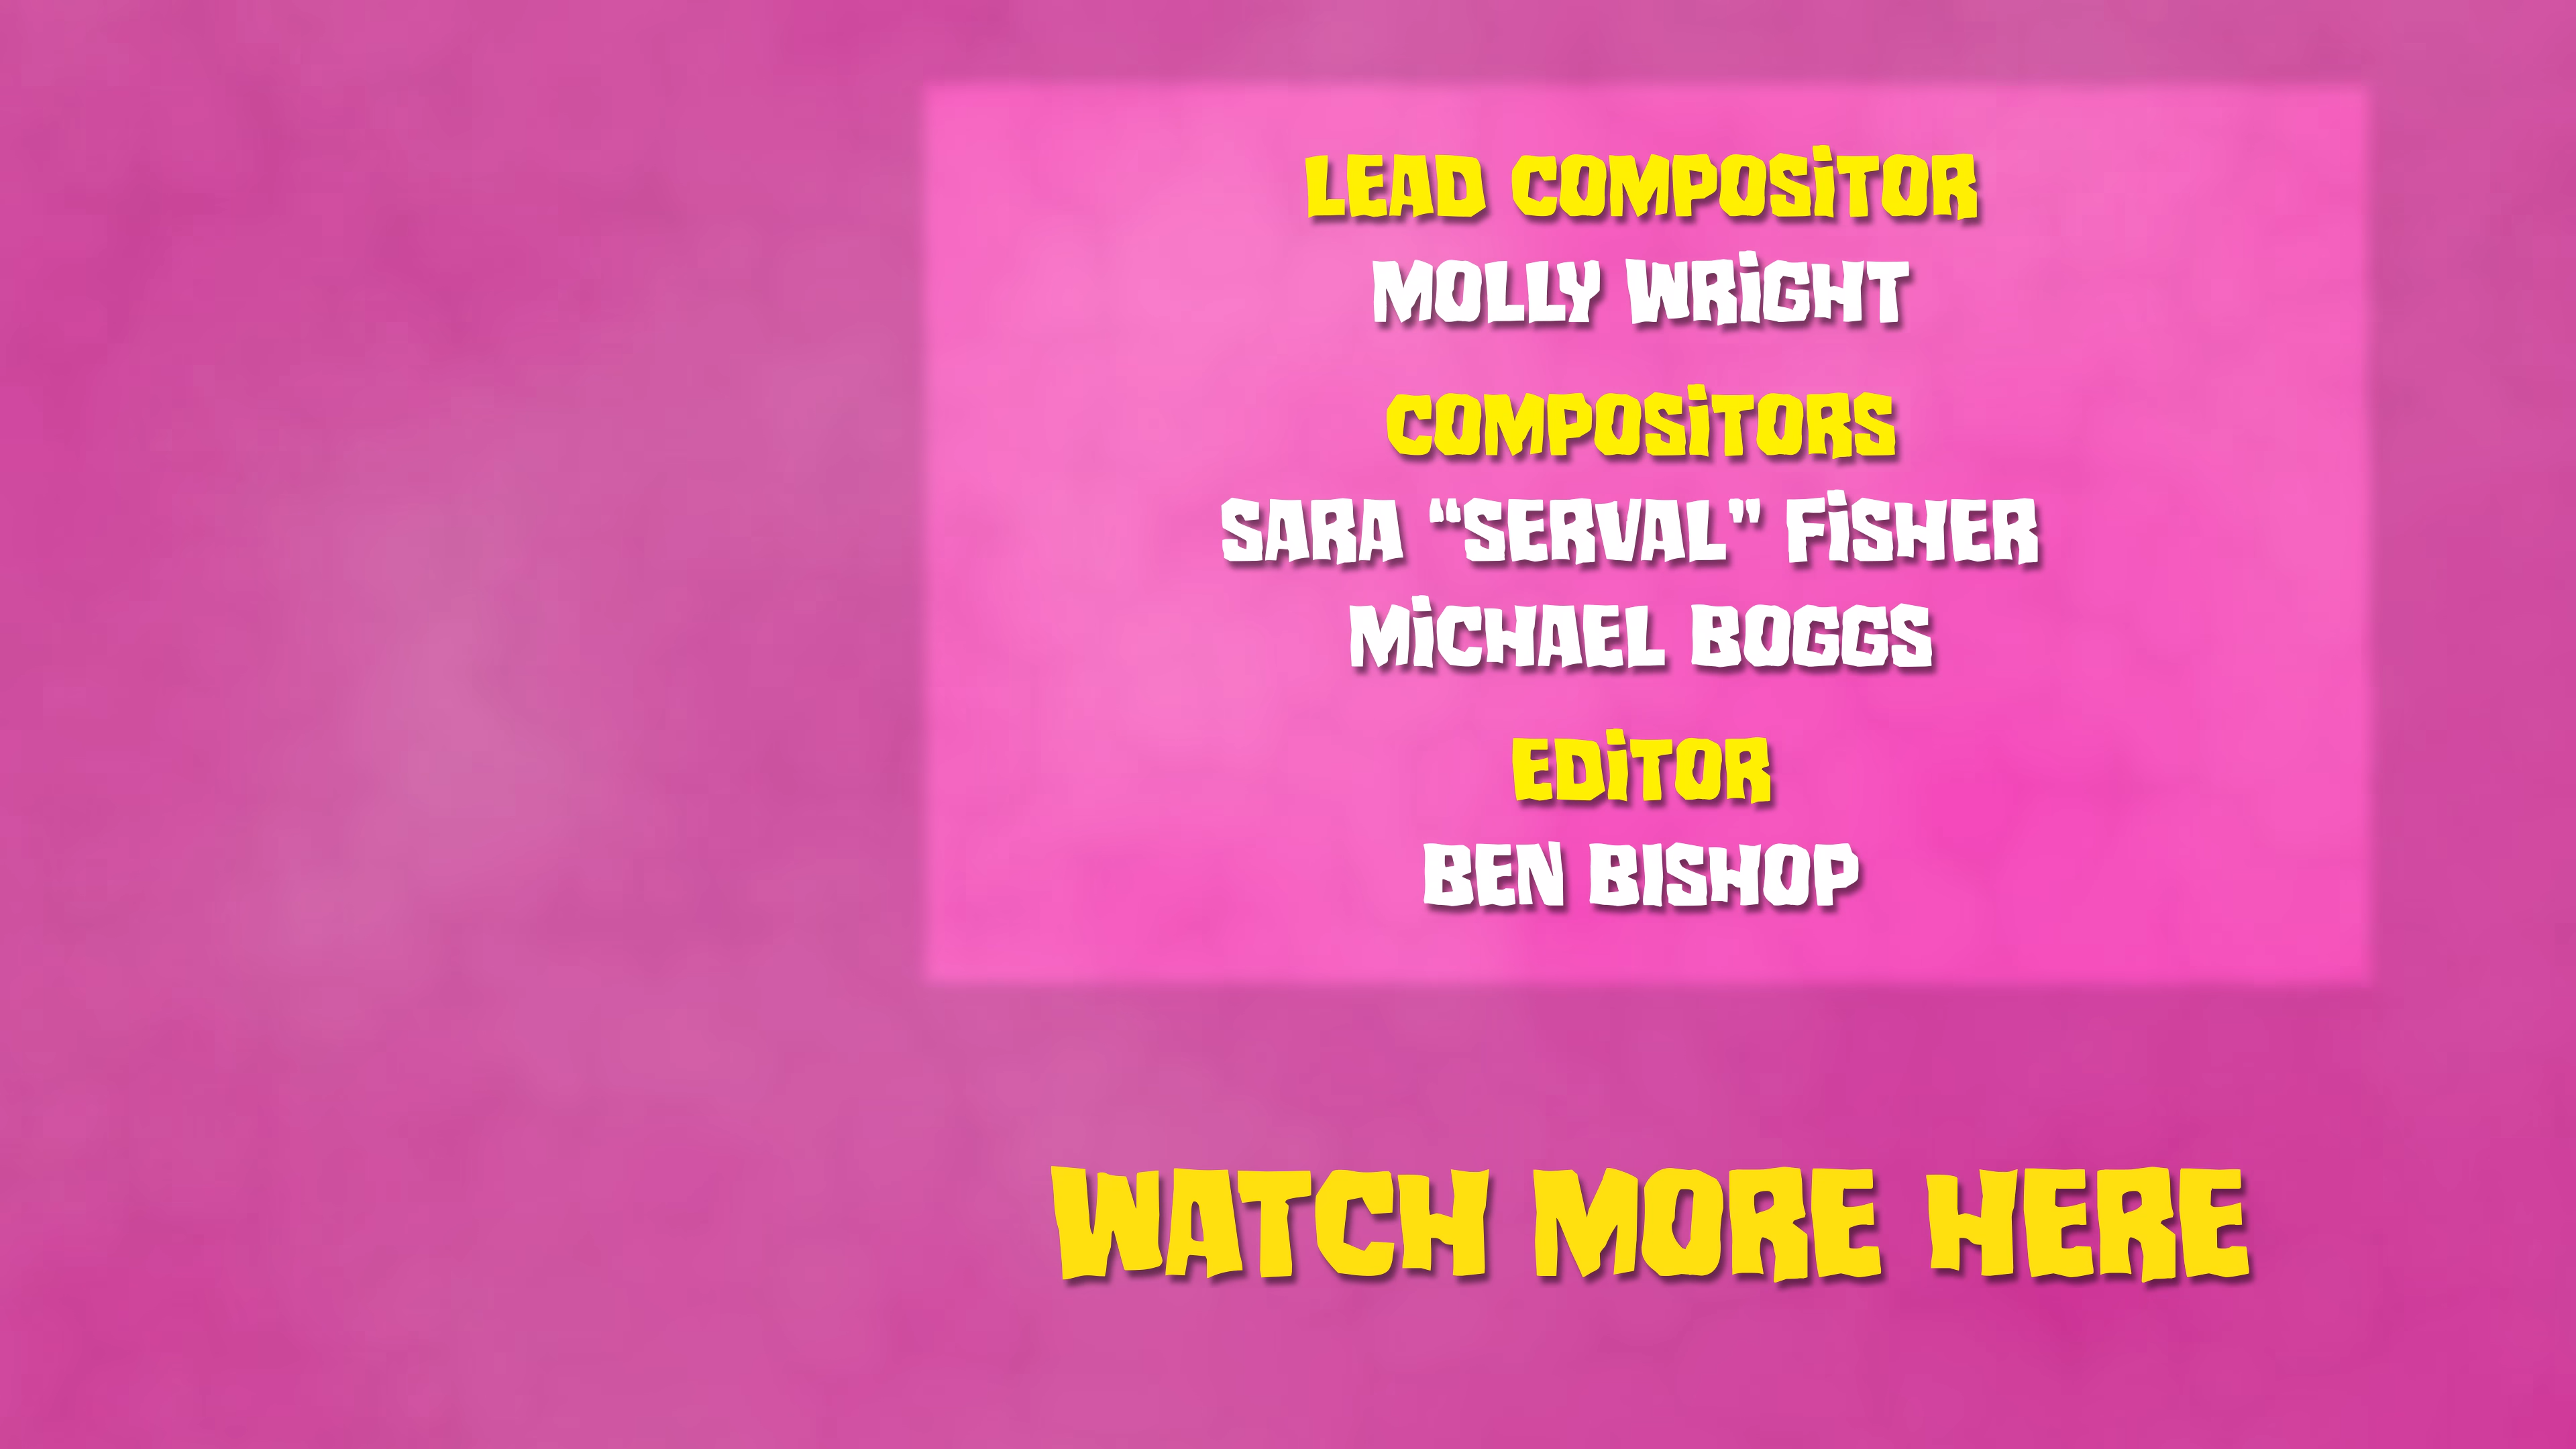 LEAD COMPOSiTOR
MOLLY WRiGHT
COMPOSiTORS
SARA “SERVAL” FiSHER
MiCHAEL BOGGS
EDiTOR
BEN BISHOP
WATCH MORE HERE